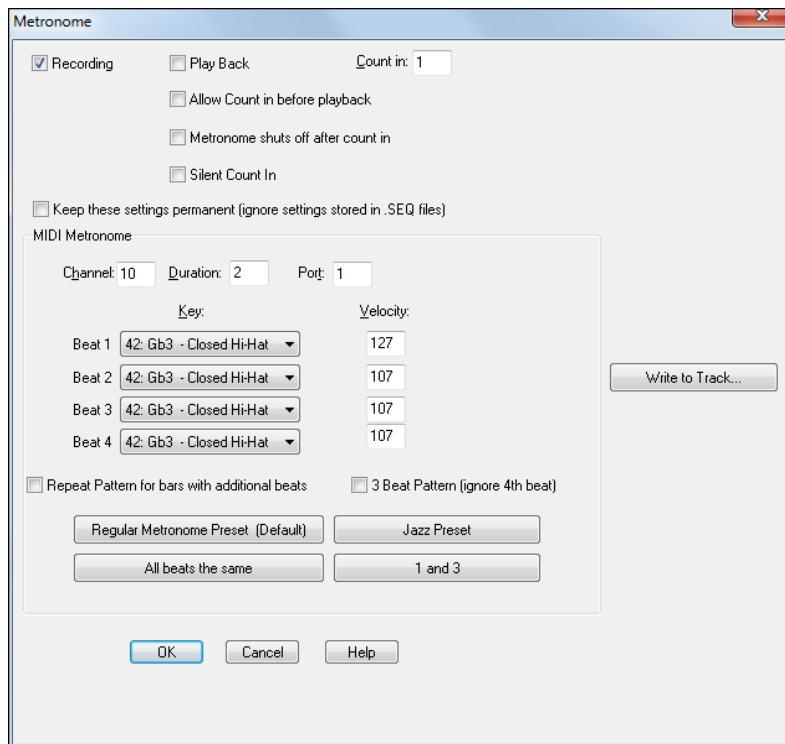 Metronome
x
Recording
Play Back
Count in: 1
Allow Count in before playback
Metronome shuts off after count in
Silent Count In
Keep these settings permanent (ignore settings stored in .SEQ files)
MIDI Metronome
Channel: 10 Duration: 2 Port: 1
Key: Velocity:
Beat 1 42: Gb3 - Closed Hi-Hat 127
Beat 2 42: Gb3 - Closed Hi-Hat 107
Write to Track...
Beat 3 42: Gb3 - Closed Hi-Hat 107
Beat 4 42: Gb3 - Closed Hi-Hat 107
Repeat Pattern for bars with additional beats
3 Beat Pattern (ignore 4th beat)
Regular Metronome Preset (Default)
Jazz Preset
All beats the same
1 and 3
OK Cancel Help